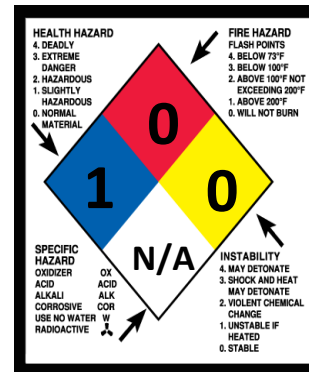 HEALTH HAZARD
4. DEADLY
3. EXTREME
DANGER
2. HAZARDOUS
1. SLIGHTLY
HAZARDOUS
0. NORMAL
MATERIAL
FIRE HAZARD
FLASH POINTS
4. BELOW 73°F
3. BELOW 100°F
2. ABOVE 100°F NOT
EXCEEDING 200°F
1. ABOVE 200°F
0. WILL NOT BURN
0
1
0
N/A
SPECIFIC
HAZARD
OXIDIZER OX
ACID ACID
ALKALI ALK
CORROSIVE COR
USE NO WATER W
RADIOACTIVE
INSTABILITY
4. MAY DETONATE
3. SHOCK AND HEAT
MAY DETONATE
2. VIOLENT CHEMICAL
CHANGE
1. UNSTABLE IF
HEATED
0. STABLE